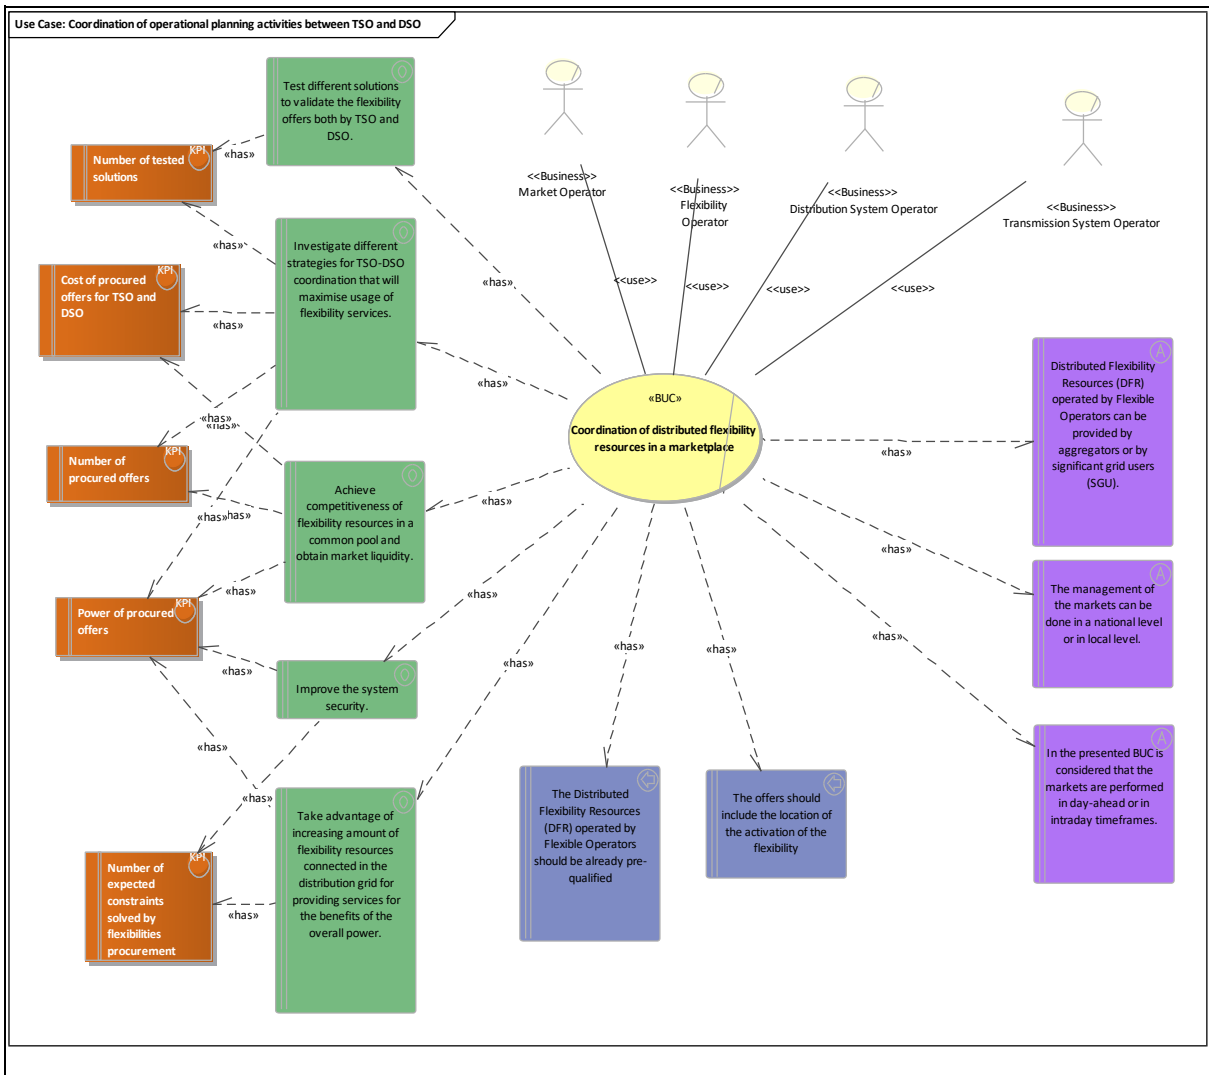 Use Case: Coordination of operational planning activities between TSO and DSO
Test different solutions
to validate the flexibility
offers both by TSO and
DSO.
KPI
Number of tested
solutions
«has»
<<Business>>
Market Operator
<<Business>>
Flexibility
Operator
<<Business>>
Distribution System Operator
<<Business>>
Transmission System Operator
«has»
Investigate different
strategies for TSO-DSO
coordination that will
maximise usage of
flexibility services.
KPI
Cost of procured
offers for TSO and
DSO
«has»
«has»
<<use>>
<<use>>
<<use>>
<<use>>
«has»
A
Distributed Flexibility
Resources (DFR)
operated by Flexible
Operators can be
provided by
aggregators or by
significant grid users
(SGU).
«BUC»
Coordination of distributed flexibility
resources in a marketplace
«has»
«has»
«has»
KPI
Number of
procured offers
Achieve
competitiveness of
flexibility resources in a
common pool and
obtain market liquidity.
«has»
«has»
«has»
«has»
A
The management of
the markets can be
done in a national level
or in local level.
KPI
Power of procured
offers
«has»
«has»
«has»
«has»
«has»
«has»
«has»
Improve the system
security.
«has»
A
In the presented BUC is
considered that the
markets are performed
in day-ahead or in
intraday timeframes.
«has»
The Distributed
Flexibility Resources
(DFR) operated by
Flexible Operators
should be already pre-
qualified
The offers should
include the location of
the activation of the
flexibility
Take advantage of
increasing amount of
flexibility resources
connected in the
distribution grid for
providing services for
the benefits of the
overall power.
KPI
Number of
expected
constraints
solved by
flexibilities
procurement
«has»